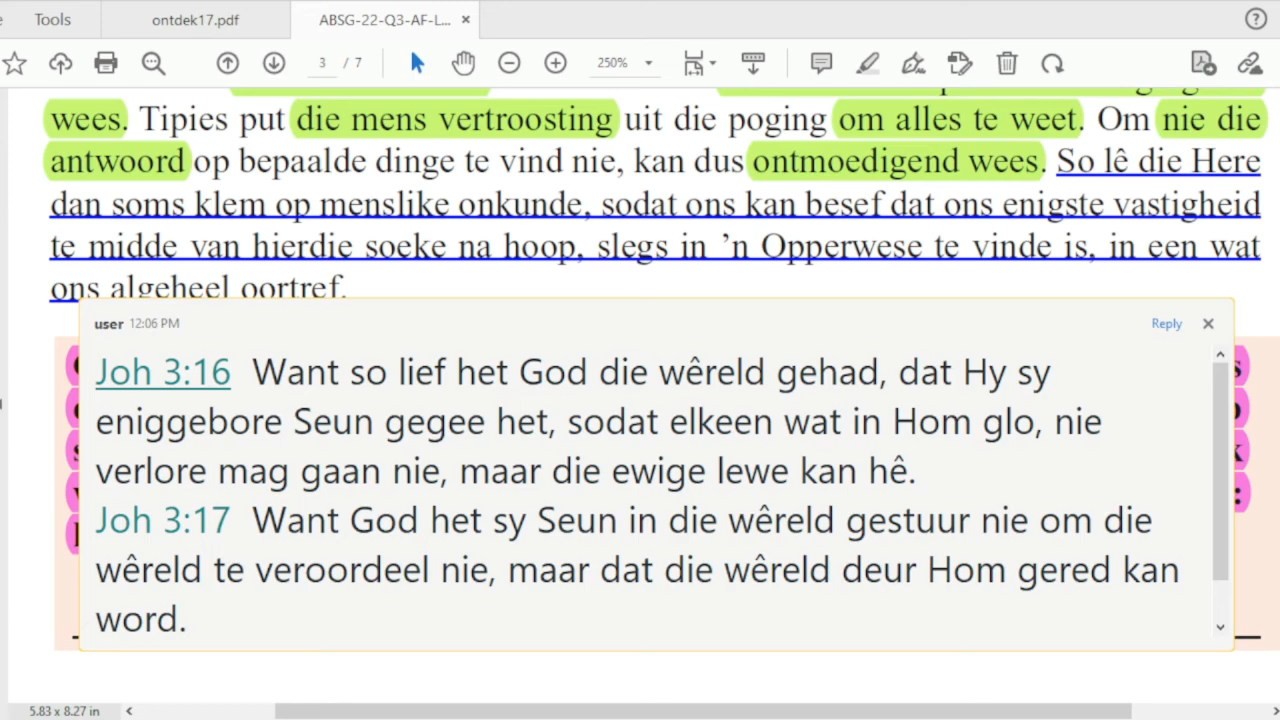 Tools
ontdek17.pdf
ABSG-22-Q3-AF-L... ×
3 / 7
250%
wees. Tipies put die mens vertroosting uit die poging om alles te weet. Om nie die
antwoord op bepaalde dinge te vind nie, kan dus ontmoedigend wees. So lê die Here
dan soms klem op menslike onkunde, sodat ons kan besef dat ons enigste vastigheid
te midde van hierdie soeke na hoop, slegs in ’n Opperwese te vinde is, in een wat
ons algeheel oortref.
user 12:06 PM
Reply
Joh 3:16 Want so lief het God die wêreld gehad, dat Hy sy
eniggebore Seun gegee het, sodat elkeen wat in Hom glo, nie
verlore mag gaan nie, maar die ewige lewe kan hê.
Joh 3:17 Want God het sy Seun in die wêreld gestuur nie om die
wêreld te veroordeel nie, maar dat die wêreld deur Hom gered kan
word.
5.83 x 8.27 in